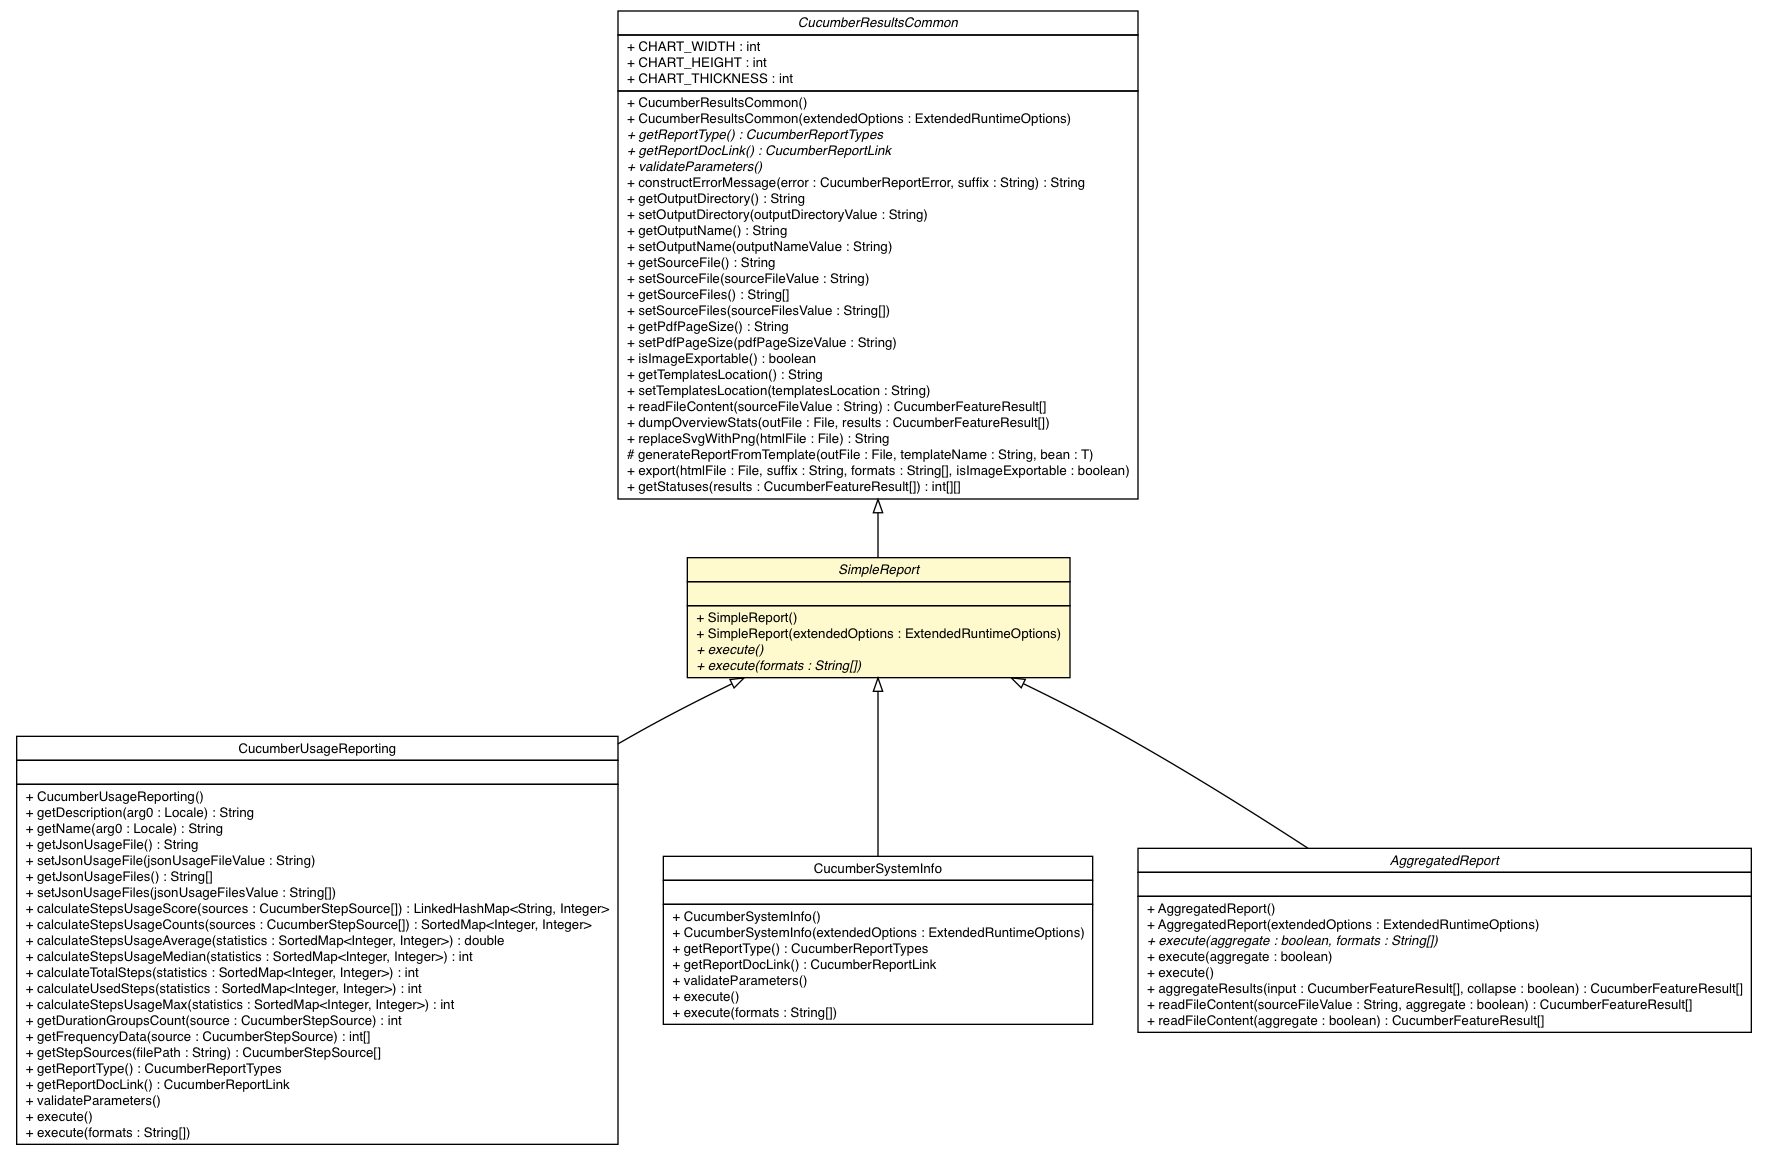 CucumberResultsCommon
+ CHART_WIDTH : int
+ CHART_HEIGHT : int
+ CHART_THICKNESS : int
+ CucumberResultsCommon()
+ CucumberResultsCommon(extendedOptions : ExtendedRuntimeOptions)
+ getReportType() : CucumberReportTypes
+ getReportDocLink() : CucumberReportLink
+ validateParameters()
+ constructErrorMessage(error : CucumberReportError, suffix : String) : String
+ getOutputDirectory() : String
+ setOutputDirectory(outputDirectoryValue : String)
+ getOutputName() : String
+ setOutputName(outputNameValue : String)
+ getSourceFile() : String
+ setSourceFile(sourceFileValue : String)
+ getSourceFiles() : String[]
+ setSourceFiles(sourceFilesValue : String[])
+ getPdfPageSize() : String
+ setPdfPageSize(pdfPageSizeValue : String)
+ isImageExportable() : boolean
+ getTemplatesLocation() : String
+ setTemplatesLocation(templatesLocation : String)
+ readFileContent(sourceFileValue : String) : CucumberFeatureResult[]
+ dumpOverviewStats(outFile : File, results : CucumberFeatureResult[])
+ replaceSvgWithPng(htmlFile : File) : String
# generateReportFromTemplate(outFile : File, templateName : String, bean : T)
+ export(htmlFile : File, suffix : String, formats : String[], isImageExportable : boolean)
+ getStatuses(results : CucumberFeatureResult[]) : int[][]
SimpleReport
+ SimpleReport()
+ SimpleReport(extendedOptions : ExtendedRuntimeOptions)
+ execute()
+ execute(formats : String[])
CucumberUsageReporting
+ CucumberUsageReporting()
+ getDescription(arg0 : Locale) : String
+ getName(arg0 : Locale) : String
+ getJsonUsageFile() : String
+ setJsonUsageFile(jsonUsageFileValue : String)
+ getJsonUsageFiles() : String[]
+ setJsonUsageFiles(jsonUsageFilesValue : String[])
+ calculateStepsUsageScore(sources : CucumberStepSource[]) : LinkedHashMap<String, Integer>
+ calculateStepsUsageCounts(sources : CucumberStepSource[]) : SortedMap<Integer, Integer>
+ calculateStepsUsageAverage(statistics : SortedMap<Integer, Integer>) : double
+ calculateStepsUsageMedian(statistics : SortedMap<Integer, Integer>) : int
+ calculateTotalSteps(statistics : SortedMap<Integer, Integer>) : int
+ calculateUsedSteps(statistics : SortedMap<Integer, Integer>) : int
+ calculateStepsUsageMax(statistics : SortedMap<Integer, Integer>) : int
+ getDurationGroupsCount(source : CucumberStepSource) : int
+ getFrequencyData(source : CucumberStepSource) : int[]
+ getStepSources(filePath : String) : CucumberStepSource[]
+ getReportType() : CucumberReportTypes
+ getReportDocLink() : CucumberReportLink
+ validateParameters()
+ execute()
+ execute(formats : String[])
CucumberSystemInfo
+ CucumberSystemInfo()
+ CucumberSystemInfo(extendedOptions : ExtendedRuntimeOptions)
+ getReportType() : CucumberReportTypes
+ getReportDocLink() : CucumberReportLink
+ validateParameters()
+ execute()
+ execute(formats : String[])
AggregatedReport
+ AggregatedReport()
+ AggregatedReport(extendedOptions : ExtendedRuntimeOptions)
+ execute(aggregate : boolean, formats : String[])
+ execute(aggregate : boolean)
+ execute()
+ aggregateResults(input : CucumberFeatureResult[], collapse : boolean) : CucumberFeatureResult[]
+ readFileContent(sourceFileValue : String, aggregate : boolean) : CucumberFeatureResult[]
+ readFileContent(aggregate : boolean) : CucumberFeatureResult[]